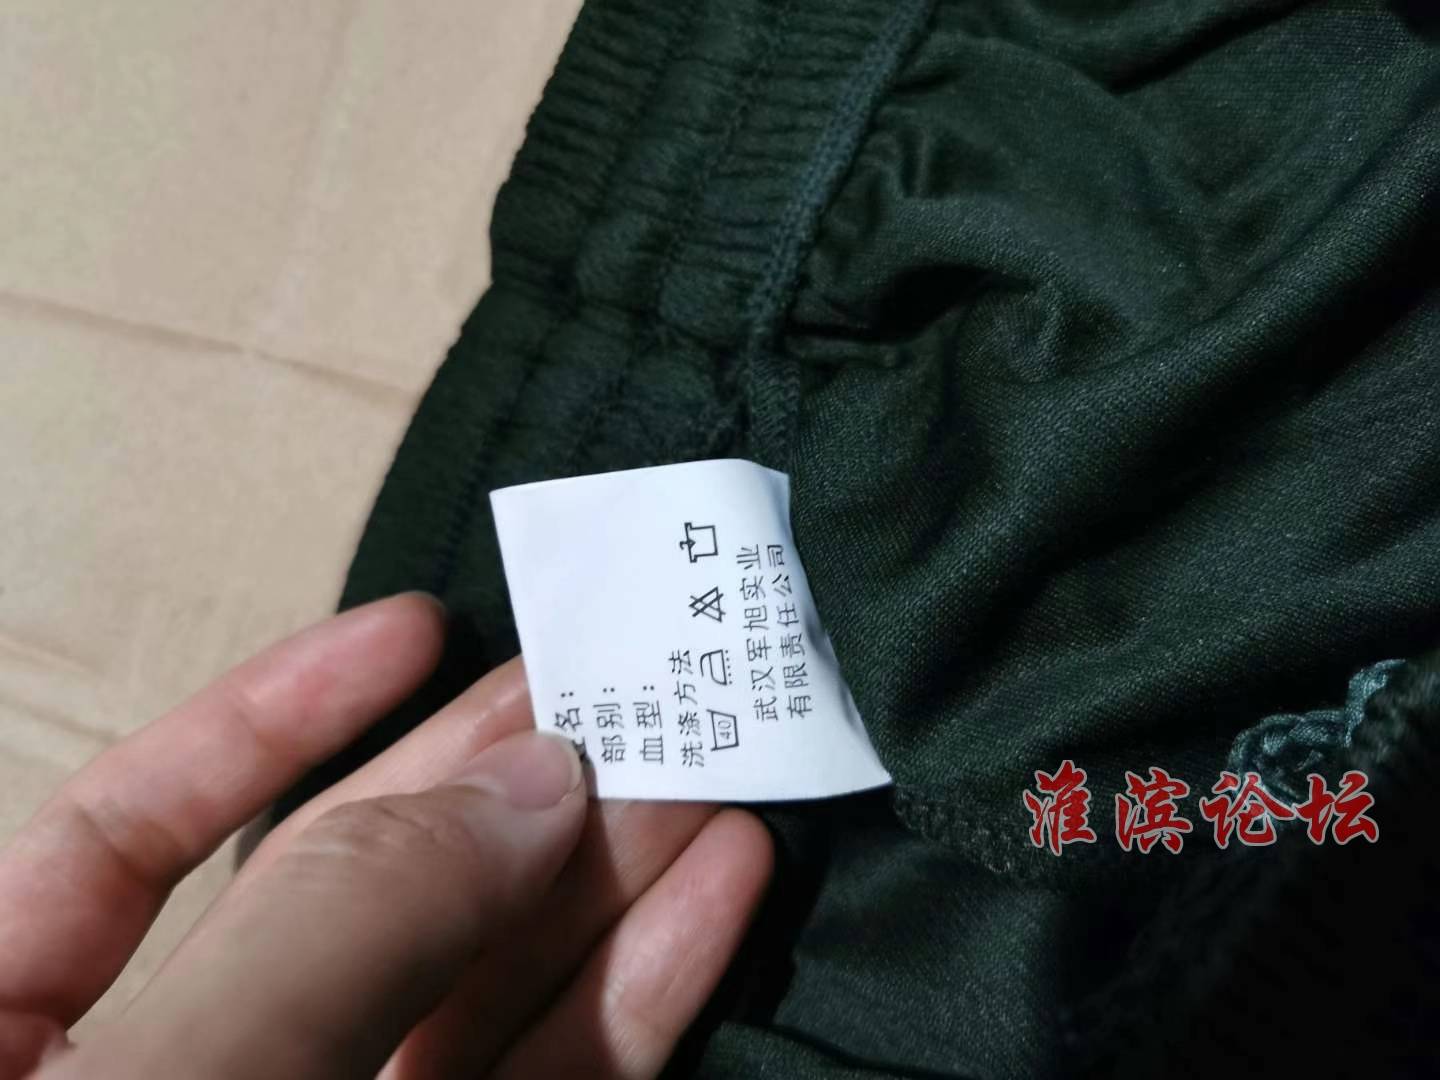 名：
部别：
血型：
洗涤方法
40
武汉军旭实业
有限责任公司
淮滨论坛